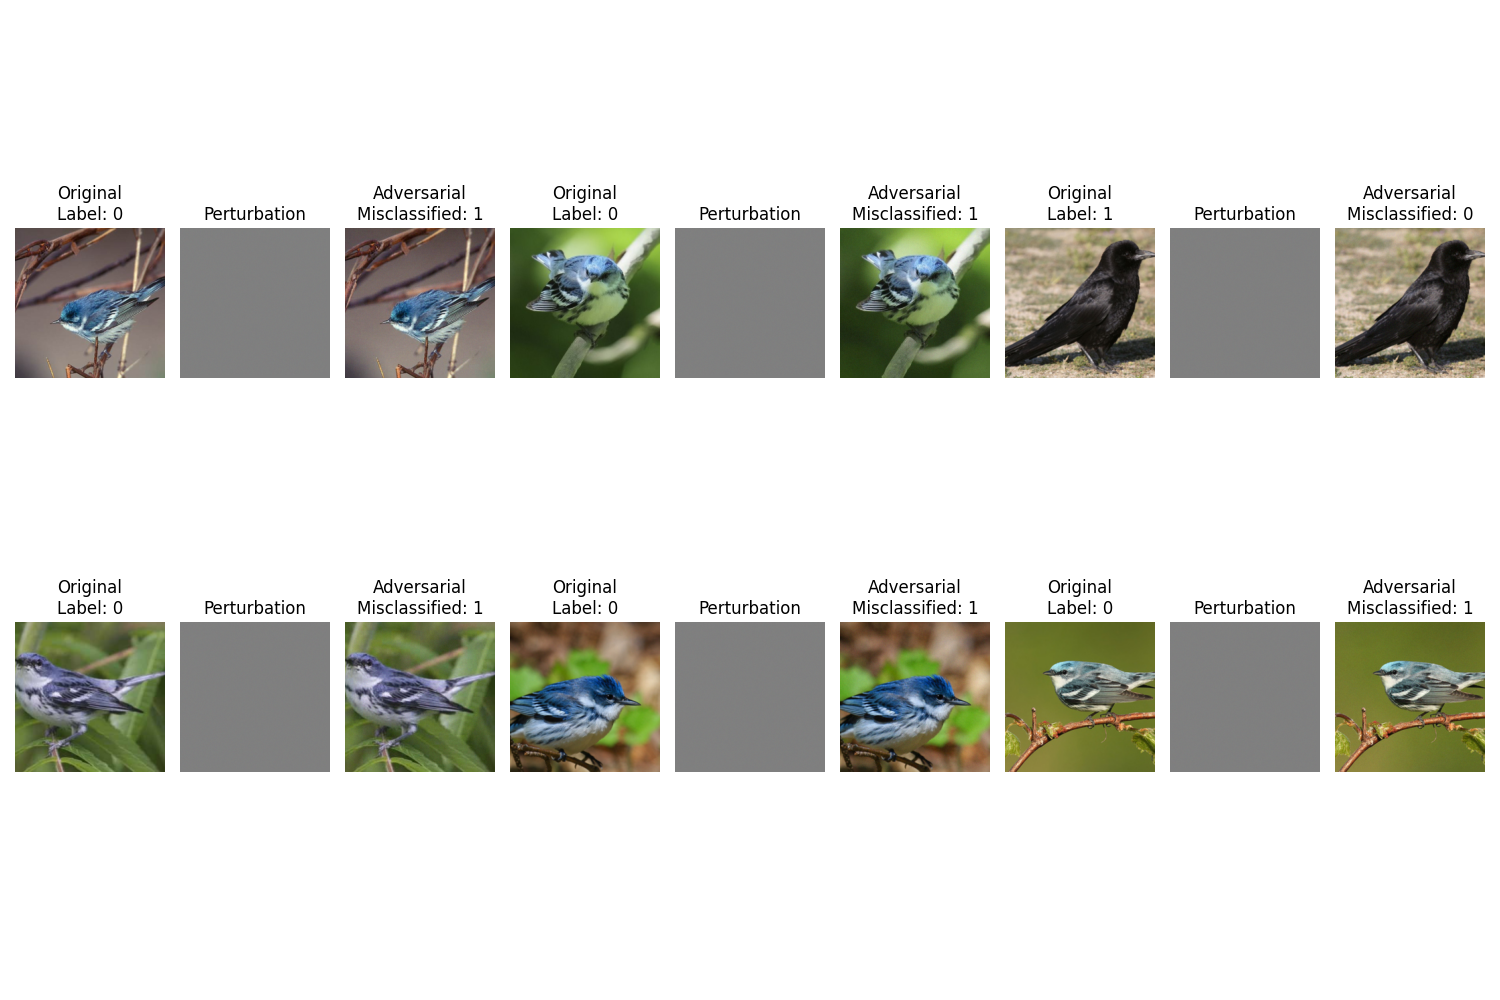 Original
Label: 0
Perturbation
Adversarial
Misclassified: 1
Original
Label: 0
Perturbation
Adversarial
Misclassified: 1
Original
Label: 1
Perturbation
Adversarial
Misclassified: 0
Original
Label: 0
Perturbation
Adversarial
Misclassified: 1
Original
Label: 0
Perturbation
Adversarial
Misclassified: 1
Original
Label: 0
Perturbation
Adversarial
Misclassified: 1